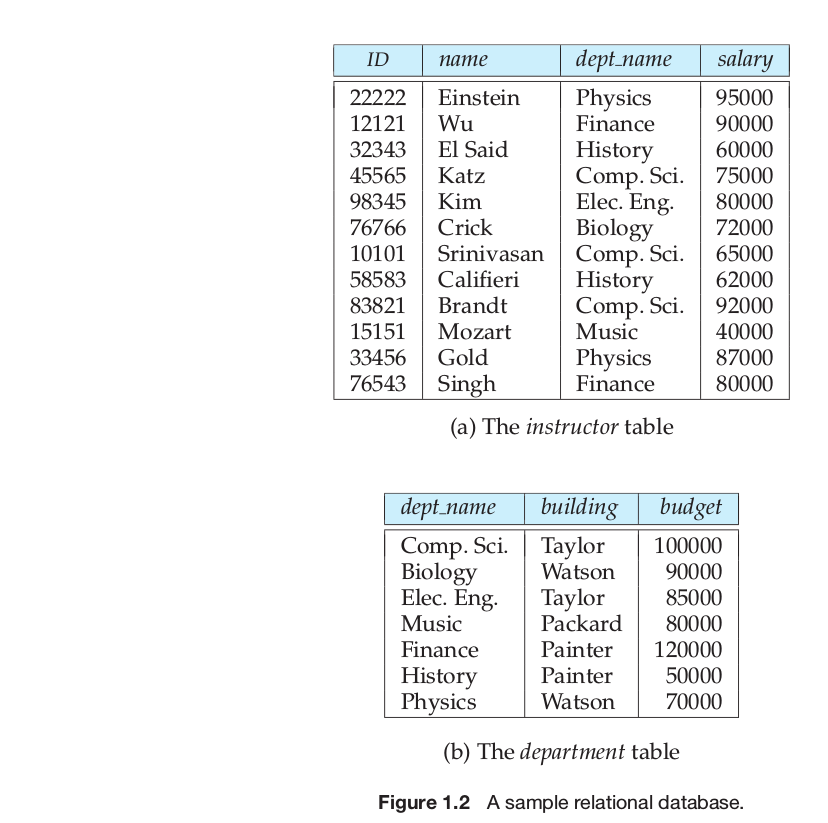 ID name dept_name salary
22222 Einstein Physics 95000
12121 Wu Finance 90000
32343 El Said History 60000
45565 Katz Comp. Sci. 75000
98345 Kim Elec. Eng. 80000
76766 Crick Biology 72000
10101 Srinivasan Comp. Sci. 65000
58583 Califieri History 62000
83821 Brandt Comp. Sci. 92000
15151 Mozart Music 40000
33456 Gold Physics 87000
76543 Singh Finance 80000
(a) The instructor table
dept_name building budget
Comp. Sci. Taylor 100000
Biology Watson 90000
Elec. Eng. Taylor 85000
Music Packard 80000
Finance Painter 120000
History Painter 50000
Physics Watson 70000
(b) The department table
Figure 1.2 A sample relational database.